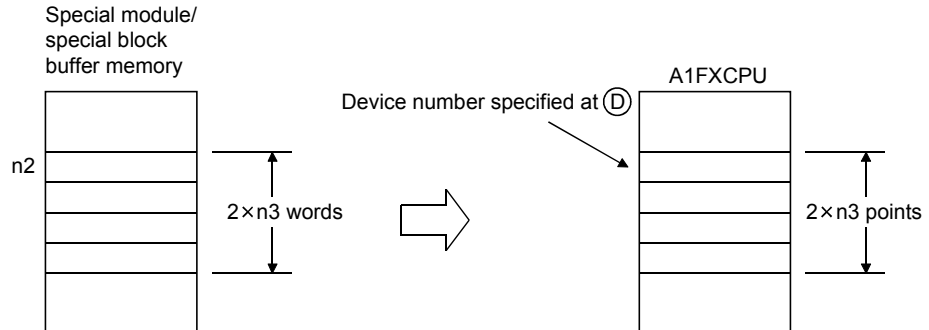 Special module/
special block
buffer memory
A1FXCPU
Device number specified at Ⓓ
n2
2×n3 words
2×n3 points